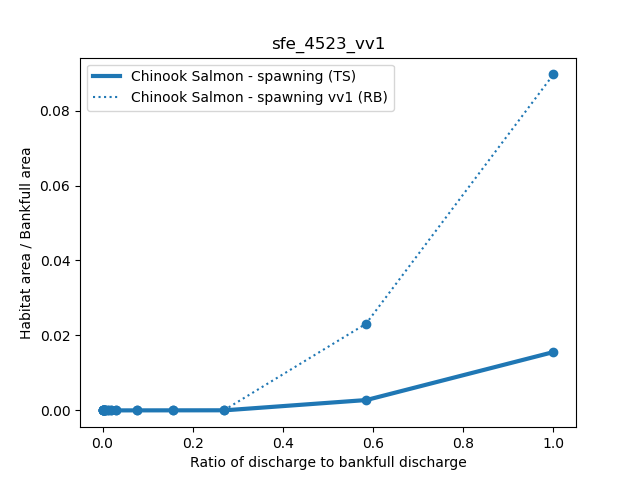 sfe_4523_vv1
Chinook Salmon - spawning (TS)
Chinook Salmon - spawning vv1 (RB)
Habitat area / Bankfull area
0.08
0.06
0.04
0.02
0.00
0.0 0.2 0.4 0.6 0.8 1.0
Ratio of discharge to bankfull discharge